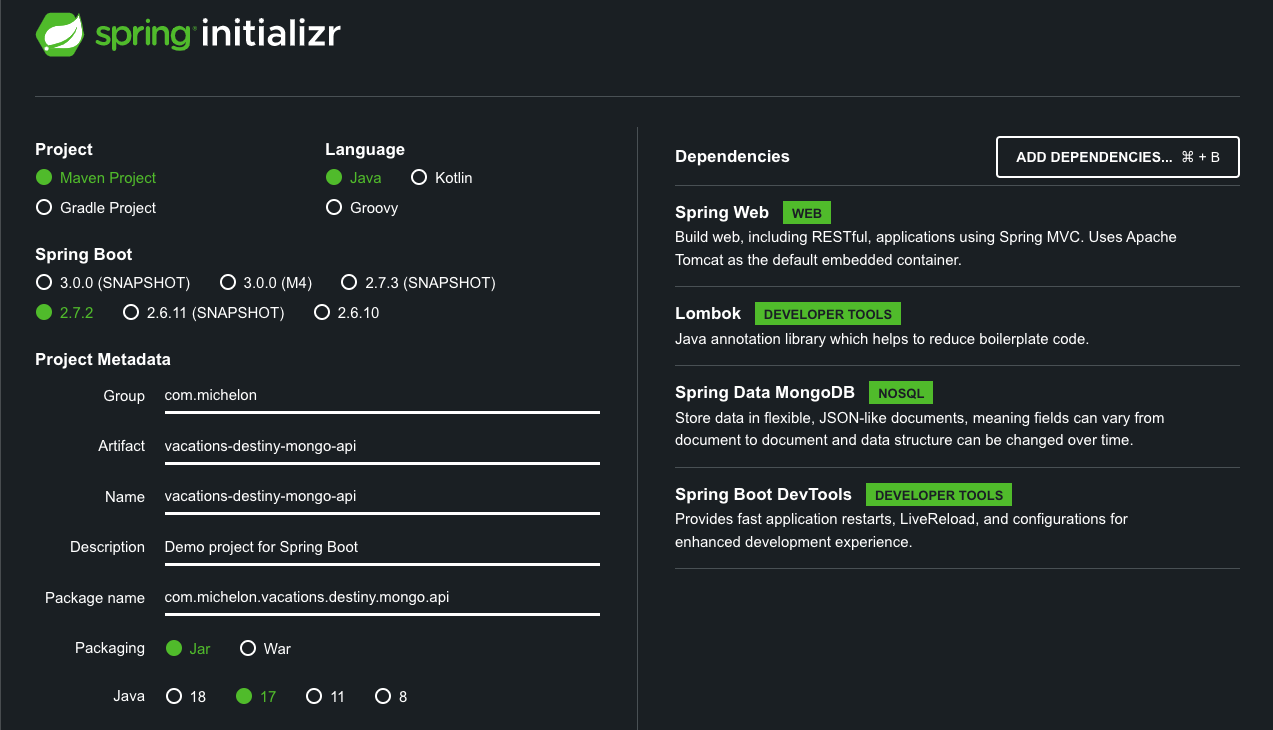 spring initializr
Project
Maven Project
Gradle Project
Language
Java Kotlin
Groovy
Spring Boot
3.0.0 (SNAPSHOT) 3.0.0 (M4) 2.7.3 (SNAPSHOT)
2.7.2 2.6.11 (SNAPSHOT) 2.6.10
Project Metadata
Group com.michelon
Artifact vacations-destiny-mongo-api
Name vacations-destiny-mongo-api
Description Demo project for Spring Boot
Package name com.michelon.vacations.destiny.mongo.api
Packaging Jar War
Java 18 17 11 8
Dependencies ADD DEPENDENCIES... ⌘ + B
Spring Web WEB
Build web, including RESTful, applications using Spring MVC. Uses Apache
Tomcat as the default embedded container.
Lombok DEVELOPER TOOLS
Java annotation library which helps to reduce boilerplate code.
Spring Data MongoDB NOSQL
Store data in flexible, JSON-like documents, meaning fields can vary from
document to document and data structure can be changed over time.
Spring Boot DevTools DEVELOPER TOOLS
Provides fast application restarts, LiveReload, and configurations for
enhanced development experience.